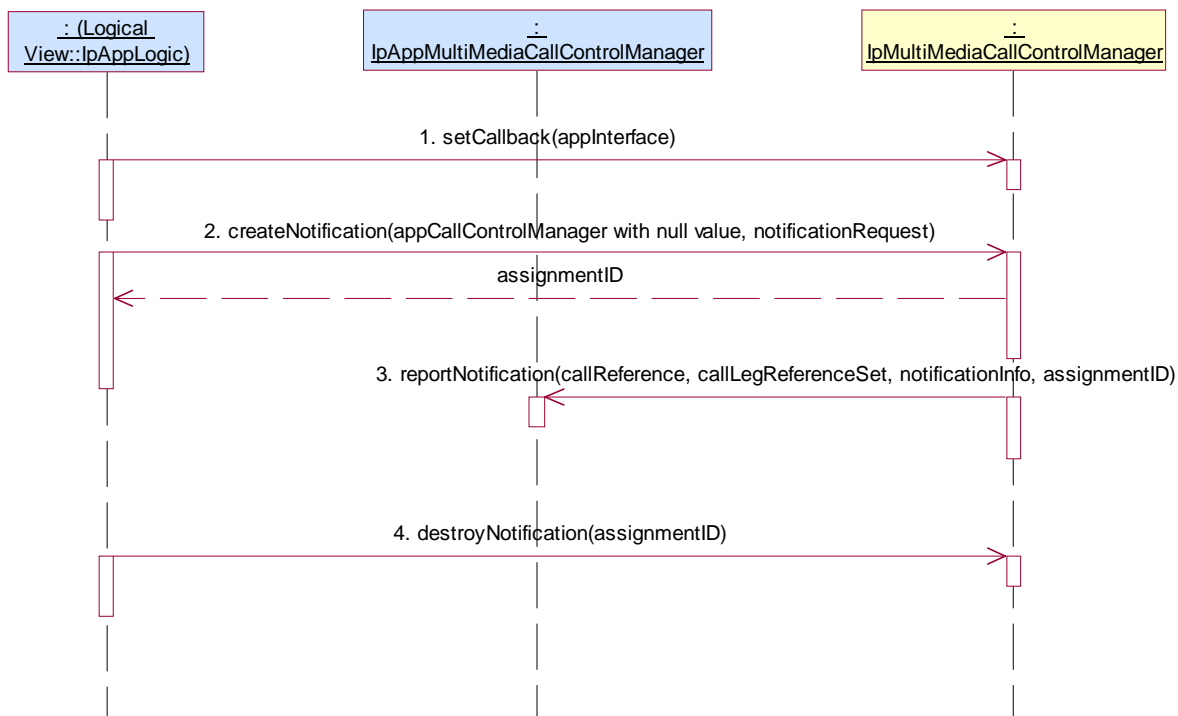 : (Logical
View::IpAppLogic)
:
IpAppMultiMediaCallControlManager
:
IpMultiMediaCallControlManager
1. setCallback(appInterface)
2. createNotification(appCallControlManager with null value, notificationRequest)
assignmentID
3. reportNotification(callReference, callLegReferenceSet, notificationInfo, assignmentID)
4. destroyNotification(assignmentID)